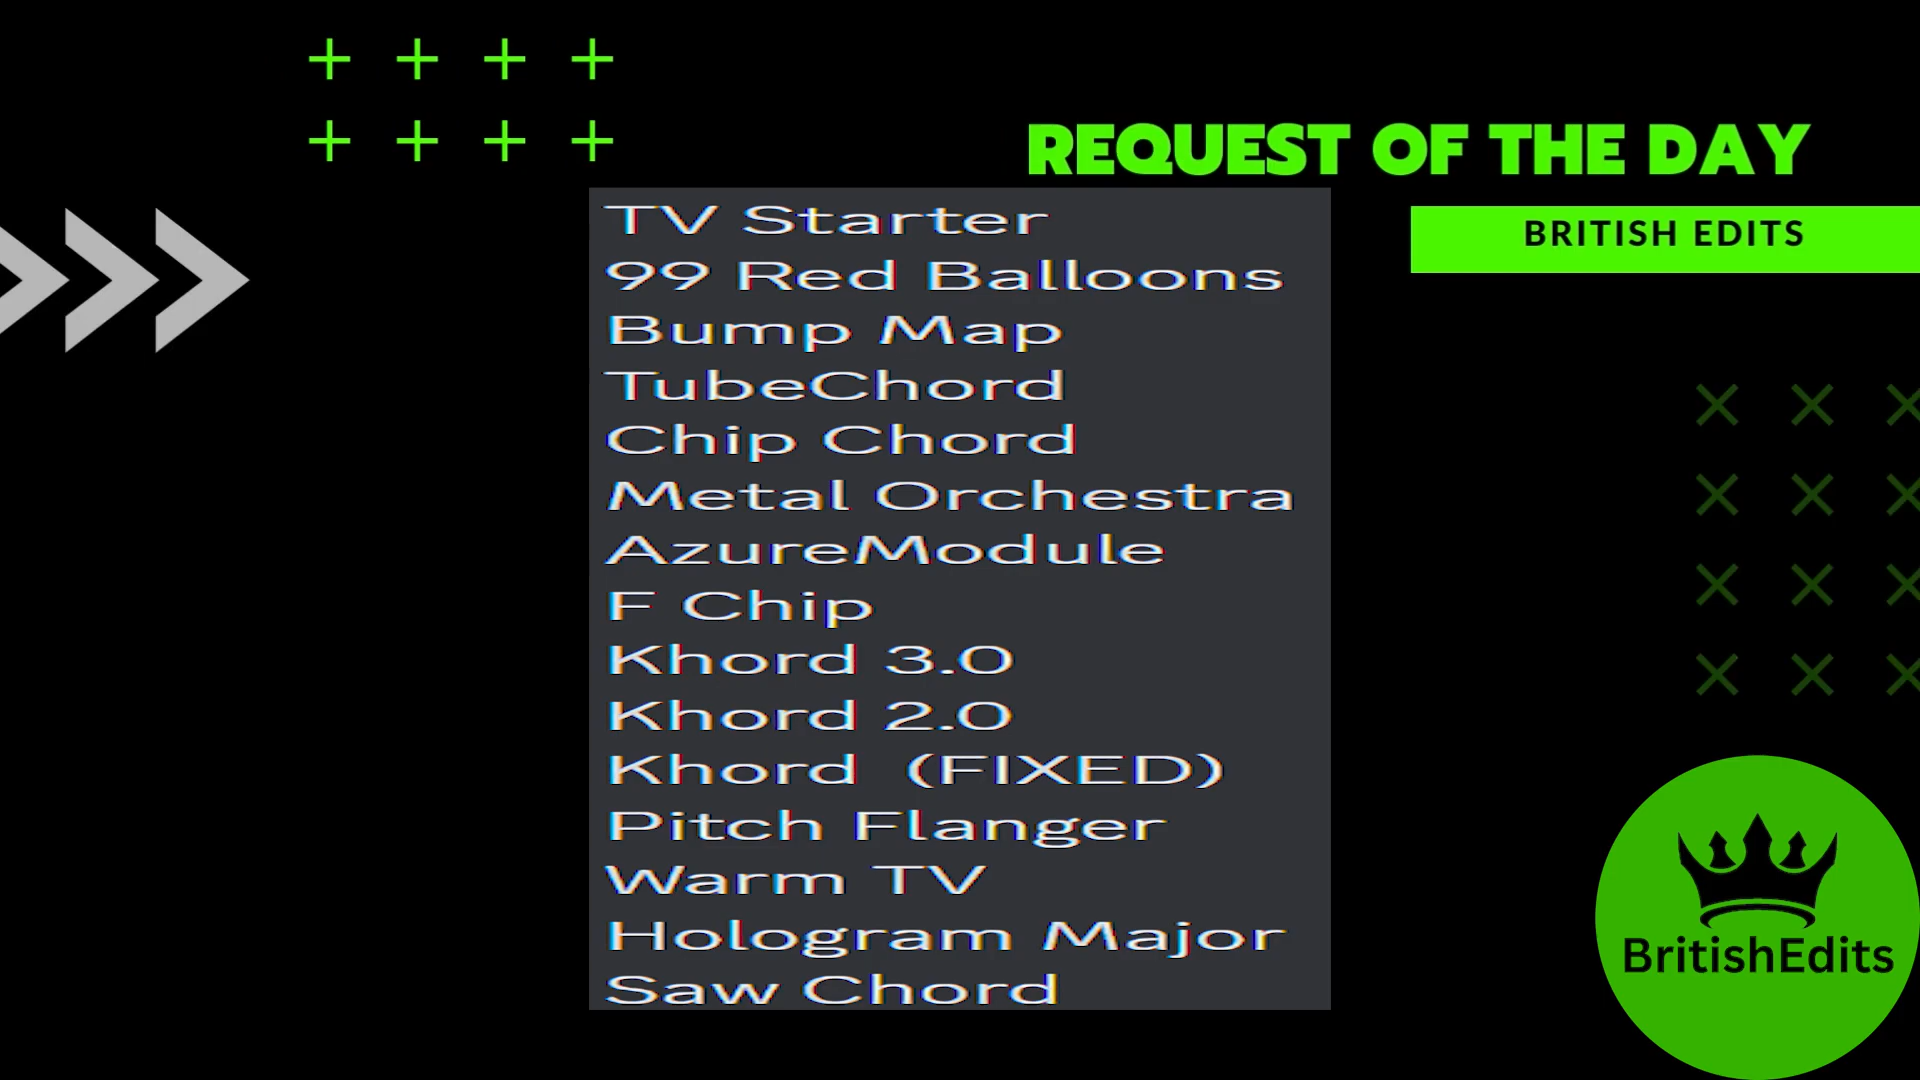 REQUEST OF THE DAY
BRITISH EDITS
TV Starter
99 Red Balloons
Bump Map
TubeChord
Chip Chord
Metal Orchestra
AzureModule
F Chip
Khord 3.0
Khord 2.0
Khord  (FIXED)
Pitch Flanger
Warm TV
Hologram Major
Saw Chord
BritishEdits